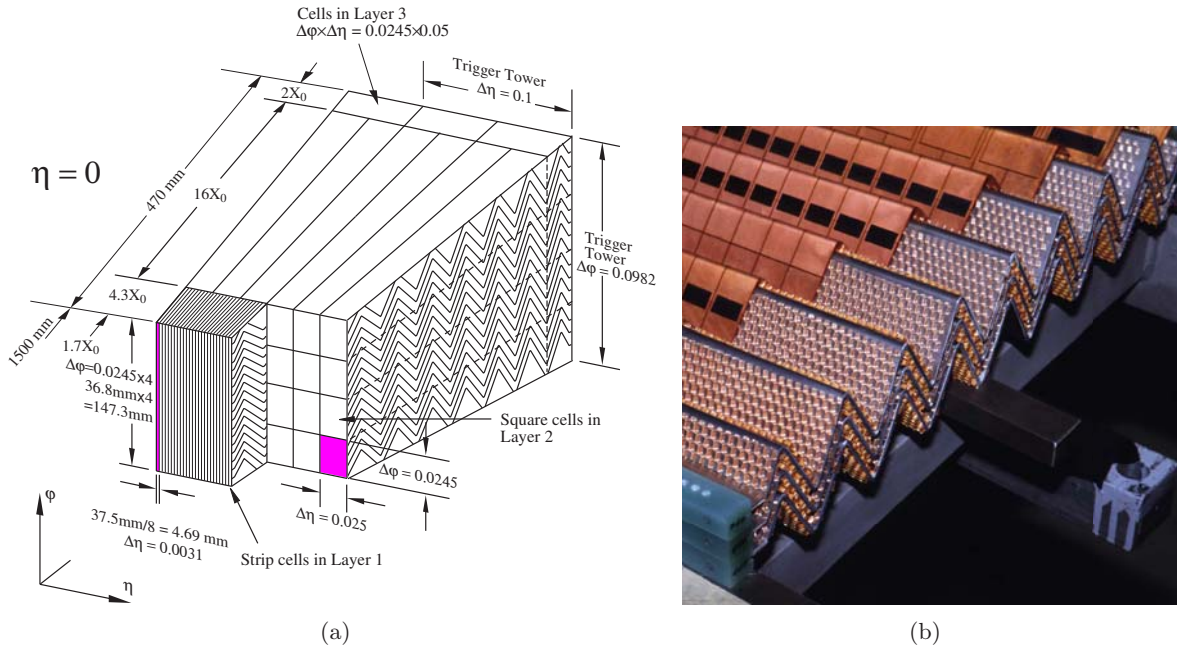 Cells in Layer 3
Δφ×Δη = 0.0245×0.05
Trigger Tower
Δη = 0.1
2X₀
η = 0
470 mm
16X₀
Trigger
Tower
Δφ = 0.0982
4.3X₀
1500 mm
1.7X₀
Δφ=0.0245x4
36.8mmx4
=147.3mm
Square cells in
Layer 2
Δφ = 0.0245
Δη = 0.025
φ
37.5mm/8 = 4.69 mm
Δη = 0.0031
Strip cells in Layer 1
η
(a)
(b)